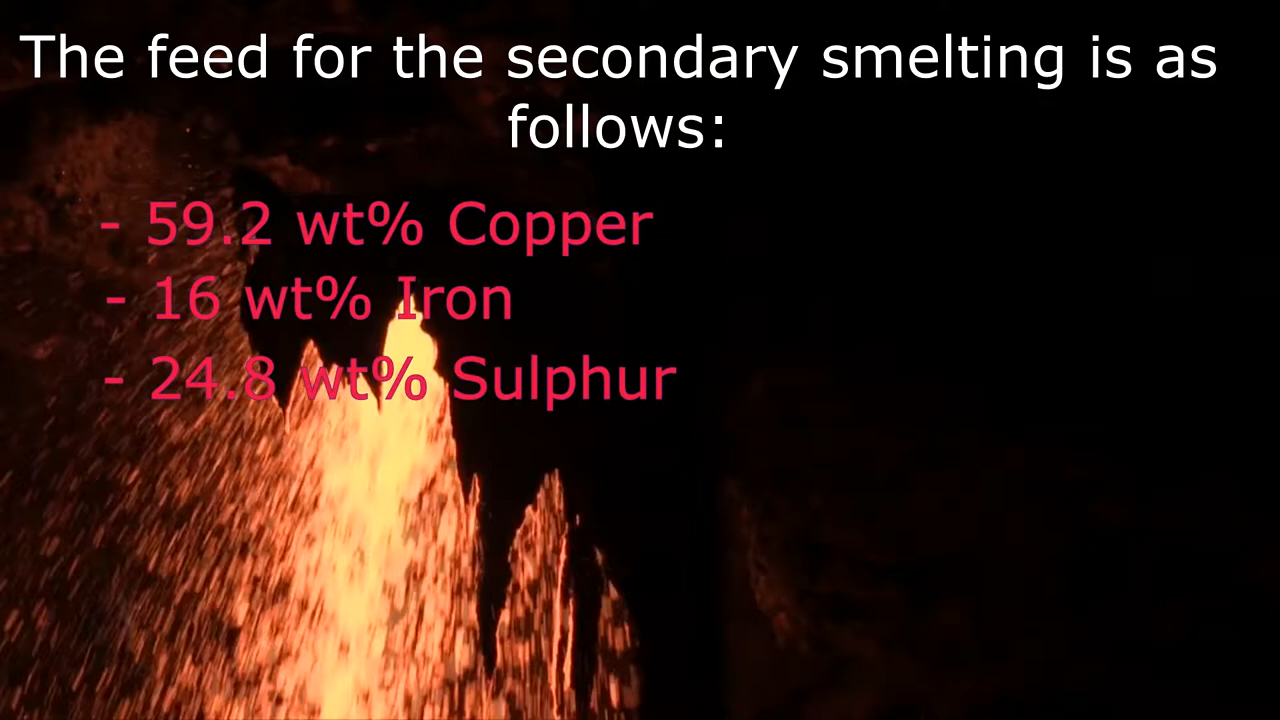 The feed for the secondary smelting is as
follows:
- 59.2 wt% Copper
- 16 wt% Iron
- 24.8 wt% Sulphur